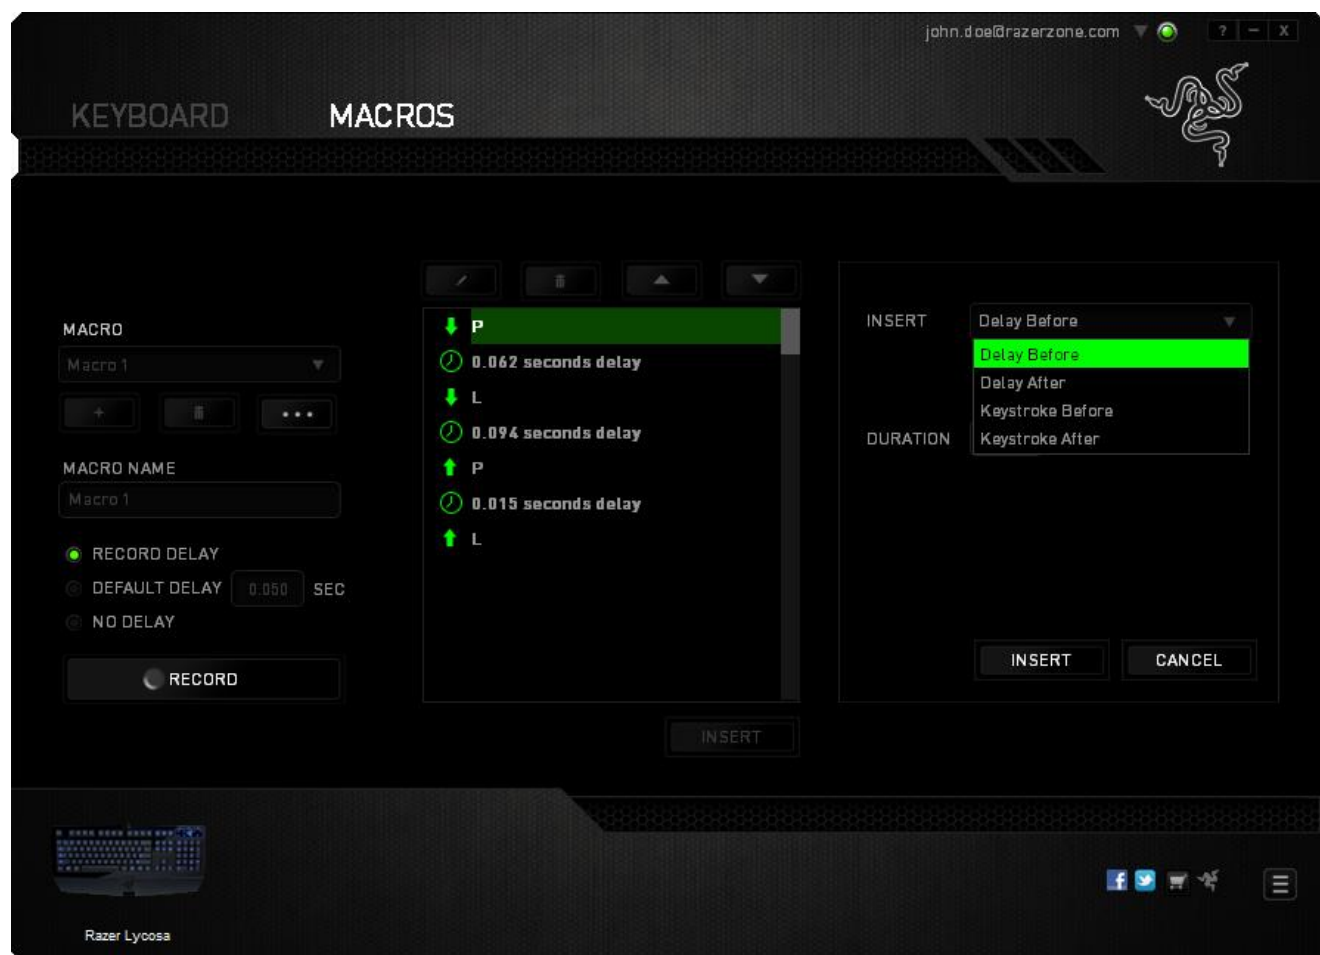 john.doe@razerzone.com
? – X
KEYBOARD MACROS
MACRO
Macro 1
+
MACRO NAME
Macro 1
RECORD DELAY
DEFAULT DELAY 0.050 SEC
NO DELAY
RECORD
P
0.062 seconds delay
L
0.094 seconds delay
P
0.015 seconds delay
L
INSERT
INSERT Delay Before
Delay Before
Delay After
Keystroke Before
Keystroke After
DURATION
INSERT CANCEL
Razer Lycosa